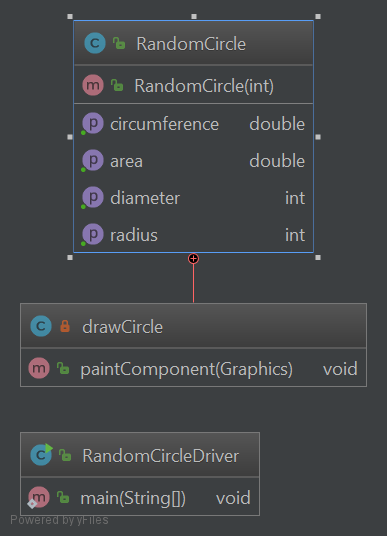 C RandomCircle
m RandomCircle(int)
p circumference double
p area double
p diameter int
p radius int
C drawCircle
m paintComponent(Graphics) void
C RandomCircleDriver
m main(String[]) void
Powered by yFiles